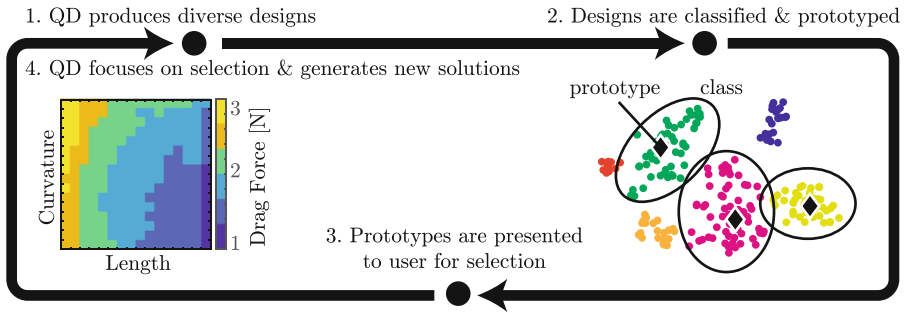 1. QD produces diverse designs
2. Designs are classified & prototyped
4. QD focuses on selection & generates new solutions
prototype
class
3
2
1
Drag Force [N]
Curvature
Length
3. Prototypes are presented
to user for selection